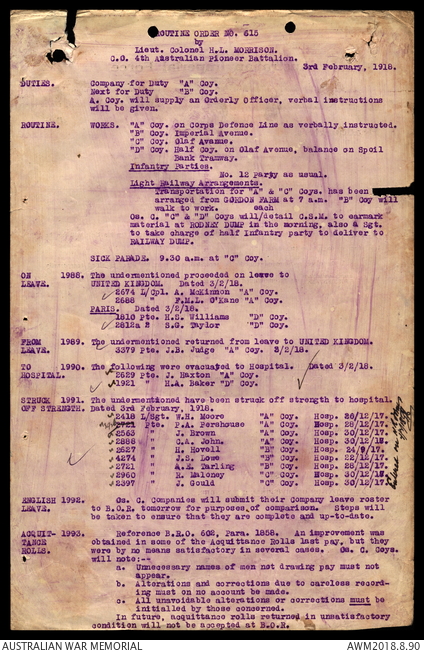 ROUTINE ORDER NO. 615
by
Lieut. Colonel H.L. MORRISON.
C.O. 4th Australian Pioneer Battalion.
3rd February, 1918.
DUTIES. Company for Duty "A" Coy.
Next for Duty "B" Coy.
A. Coy. will supply an Orderly Officer, verbal instructions
will be given.
ROUTINE. WORKS. "A" Coy. on Corps Defence Line as verbally instructed.
"B" Coy. Imperial Avenue.
"C" Coy. Olaf Avenue.
"D" Coy. Half Coy. on Olaf Avenue, balance on Spoil
Bank Tramway.
Infantry Parties.
No. 12 Party as usual.
Light Railway Arrangements.
Transportation for "A" & "C" Coys. has been
arranged from GORDON FARM at 7 a.m. "B" Coy will
walk to work. each
Os. C. "C" & "D" Coys will/detail C.S.M. to earmark
material at RODNEY DUMP in the morning, also a Sgt.
to take charge of half Infantry party to deliver to
RAILWAY DUMP.
SICK PARADE. 9.30 a.m. at "C" Coy.
ON 1988. The undermentioned proceeded on leave to
LEAVE. UNITED KINGDOM. Dated 3/2/18.
2674 L/Cpl. A. McKinnon "A" Coy.
2688 " F.M.L. O'Kane "A" Coy.
PARIS. Dated 3/2/18.
1810 Pte. H.S. Williams "D" Coy.
2812a " S.G. Taylor "D" Coy.
FROM 1989. The undermentioned returned from leave to UNITED KINGDOM.
LEAVE. 3379 Pte. J.B. Judge "A" Coy. 3/2/18.
TO 1990. The following were evacuated to Hospital. Dated 3/2/18.
HOSPITAL. 2629 Pte. J. Haxton "A" Coy.
1921 " H.A. Baker "D" Coy.
STRUCK 1991. The undermentioned have been struck off strength to hospital.
OFF STRENGTH. Dated 3rd February, 1918.
2418 L/Sgt. R.H. Moore "A" Coy. Hosp. 26/12/17.
2721 Pte. P.A. Pershouse "A" Coy. Hosp. 28/12/17.
2563 " J. Brown "A" Coy. Hosp. 30/12/17.
2888 " C.A. John "A" Coy. Hosp. 30/12/18.
2627 " H. Hovell "B" Coy. Hosp. 24/9/17.
4274 " J.S. Lowe "B" Coy. Hosp. 22/12/17.
2721 " A.E. Darling "B" Coy. Hosp. 28/12/17.
2960 " R. Maloney "C" Coy. Hosp. 30/12/18.
2397 " J. Gould "C" Coy. Hosp. 30/12/17.
ENGLISH 1992. Os. C. Companies will submit their company leave roster
LEAVE. to B.O.R. tomorrow for purposes of comparison. Steps will
be taken to ensure that they are complete and up-to-date.
ACQUIT- 1993. Reference B.R.O. 602, Para. 1858. An improvement was
TANCE obtained in some of the Acquittance Rolls last pay, but they
ROLLS. were by no means satisfactory in several cases. Os. C. Coys.
will note:--
a. Unnecessary names of men not drawing pay must not
appear.
b. Alterations and corrections due to careless record-
ing must on no account be made.
c. All unavoidable alterations or corrections must be
initialled by those concerned.
In future, acquittance rolls returned in unsatisfactory
condition will not be accepted at B.O.R.
AUSTRALIAN WAR MEMORIAL AWM2018.8.90